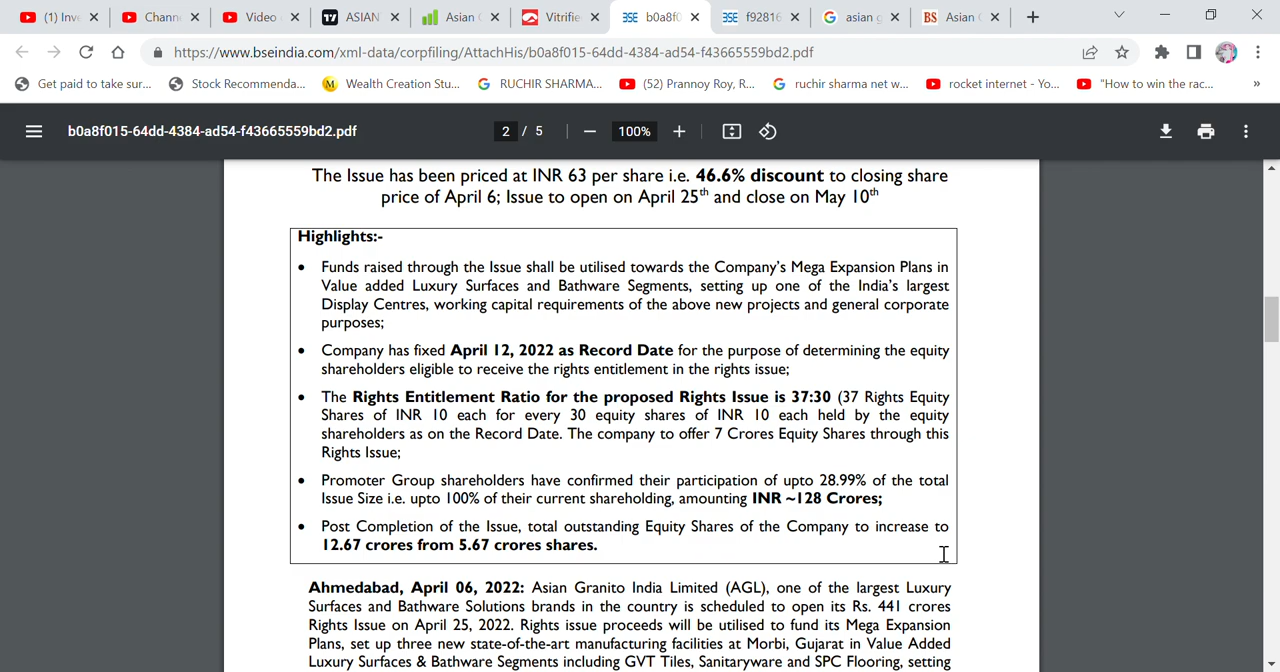 (1) Inv
Chann
Video
ASIAN
Asian G
Vitrifie
b0a8f0
f92816
asian g
Asian G
https://www.bseindia.com/xml-data/corpfiling/AttachHis/b0a8f015-64dd-4384-ad54-f43665559bd2.pdf
Get paid to take sur...
Stock Recommenda...
Wealth Creation Stu...
RUCHIR SHARMA...
(52) Prannoy Roy, R...
ruchir sharma net w...
rocket internet - Yo...
"How to win the rac...
»
b0a8f015-64dd-4384-ad54-f43665559bd2.pdf
2 / 5
100%
The Issue has been priced at INR 63 per share i.e. 46.6% discount to closing share
price of April 6; Issue to open on April 25th and close on May 10th
Highlights:-
• Funds raised through the Issue shall be utilised towards the Company's Mega Expansion Plans in
Value added Luxury Surfaces and Bathware Segments, setting up one of the India's largest
Display Centres, working capital requirements of the above new projects and general corporate
purposes;
• Company has fixed April 12, 2022 as Record Date for the purpose of determining the equity
shareholders eligible to receive the rights entitlement in the rights issue;
• The Rights Entitlement Ratio for the proposed Rights Issue is 37:30 (37 Rights Equity
Shares of INR 10 each for every 30 equity shares of INR 10 each held by the equity
shareholders as on the Record Date. The company to offer 7 Crores Equity Shares through this
Rights Issue;
• Promoter Group shareholders have confirmed their participation of upto 28.99% of the total
Issue Size i.e. upto 100% of their current shareholding, amounting INR ~128 Crores;
• Post Completion of the Issue, total outstanding Equity Shares of the Company to increase to
12.67 crores from 5.67 crores shares.
Ahmedabad, April 06, 2022: Asian Granito India Limited (AGL), one of the largest Luxury
Surfaces and Bathware Solutions brands in the country is scheduled to open its Rs. 441 crores
Rights Issue on April 25, 2022. Rights issue proceeds will be utilised to fund its Mega Expansion
Plans, set up three new state-of-the-art manufacturing facilities at Morbi, Gujarat in Value Added
Luxury Surfaces & Bathware Segments including GVT Tiles, Sanitaryware and SPC Flooring, setting